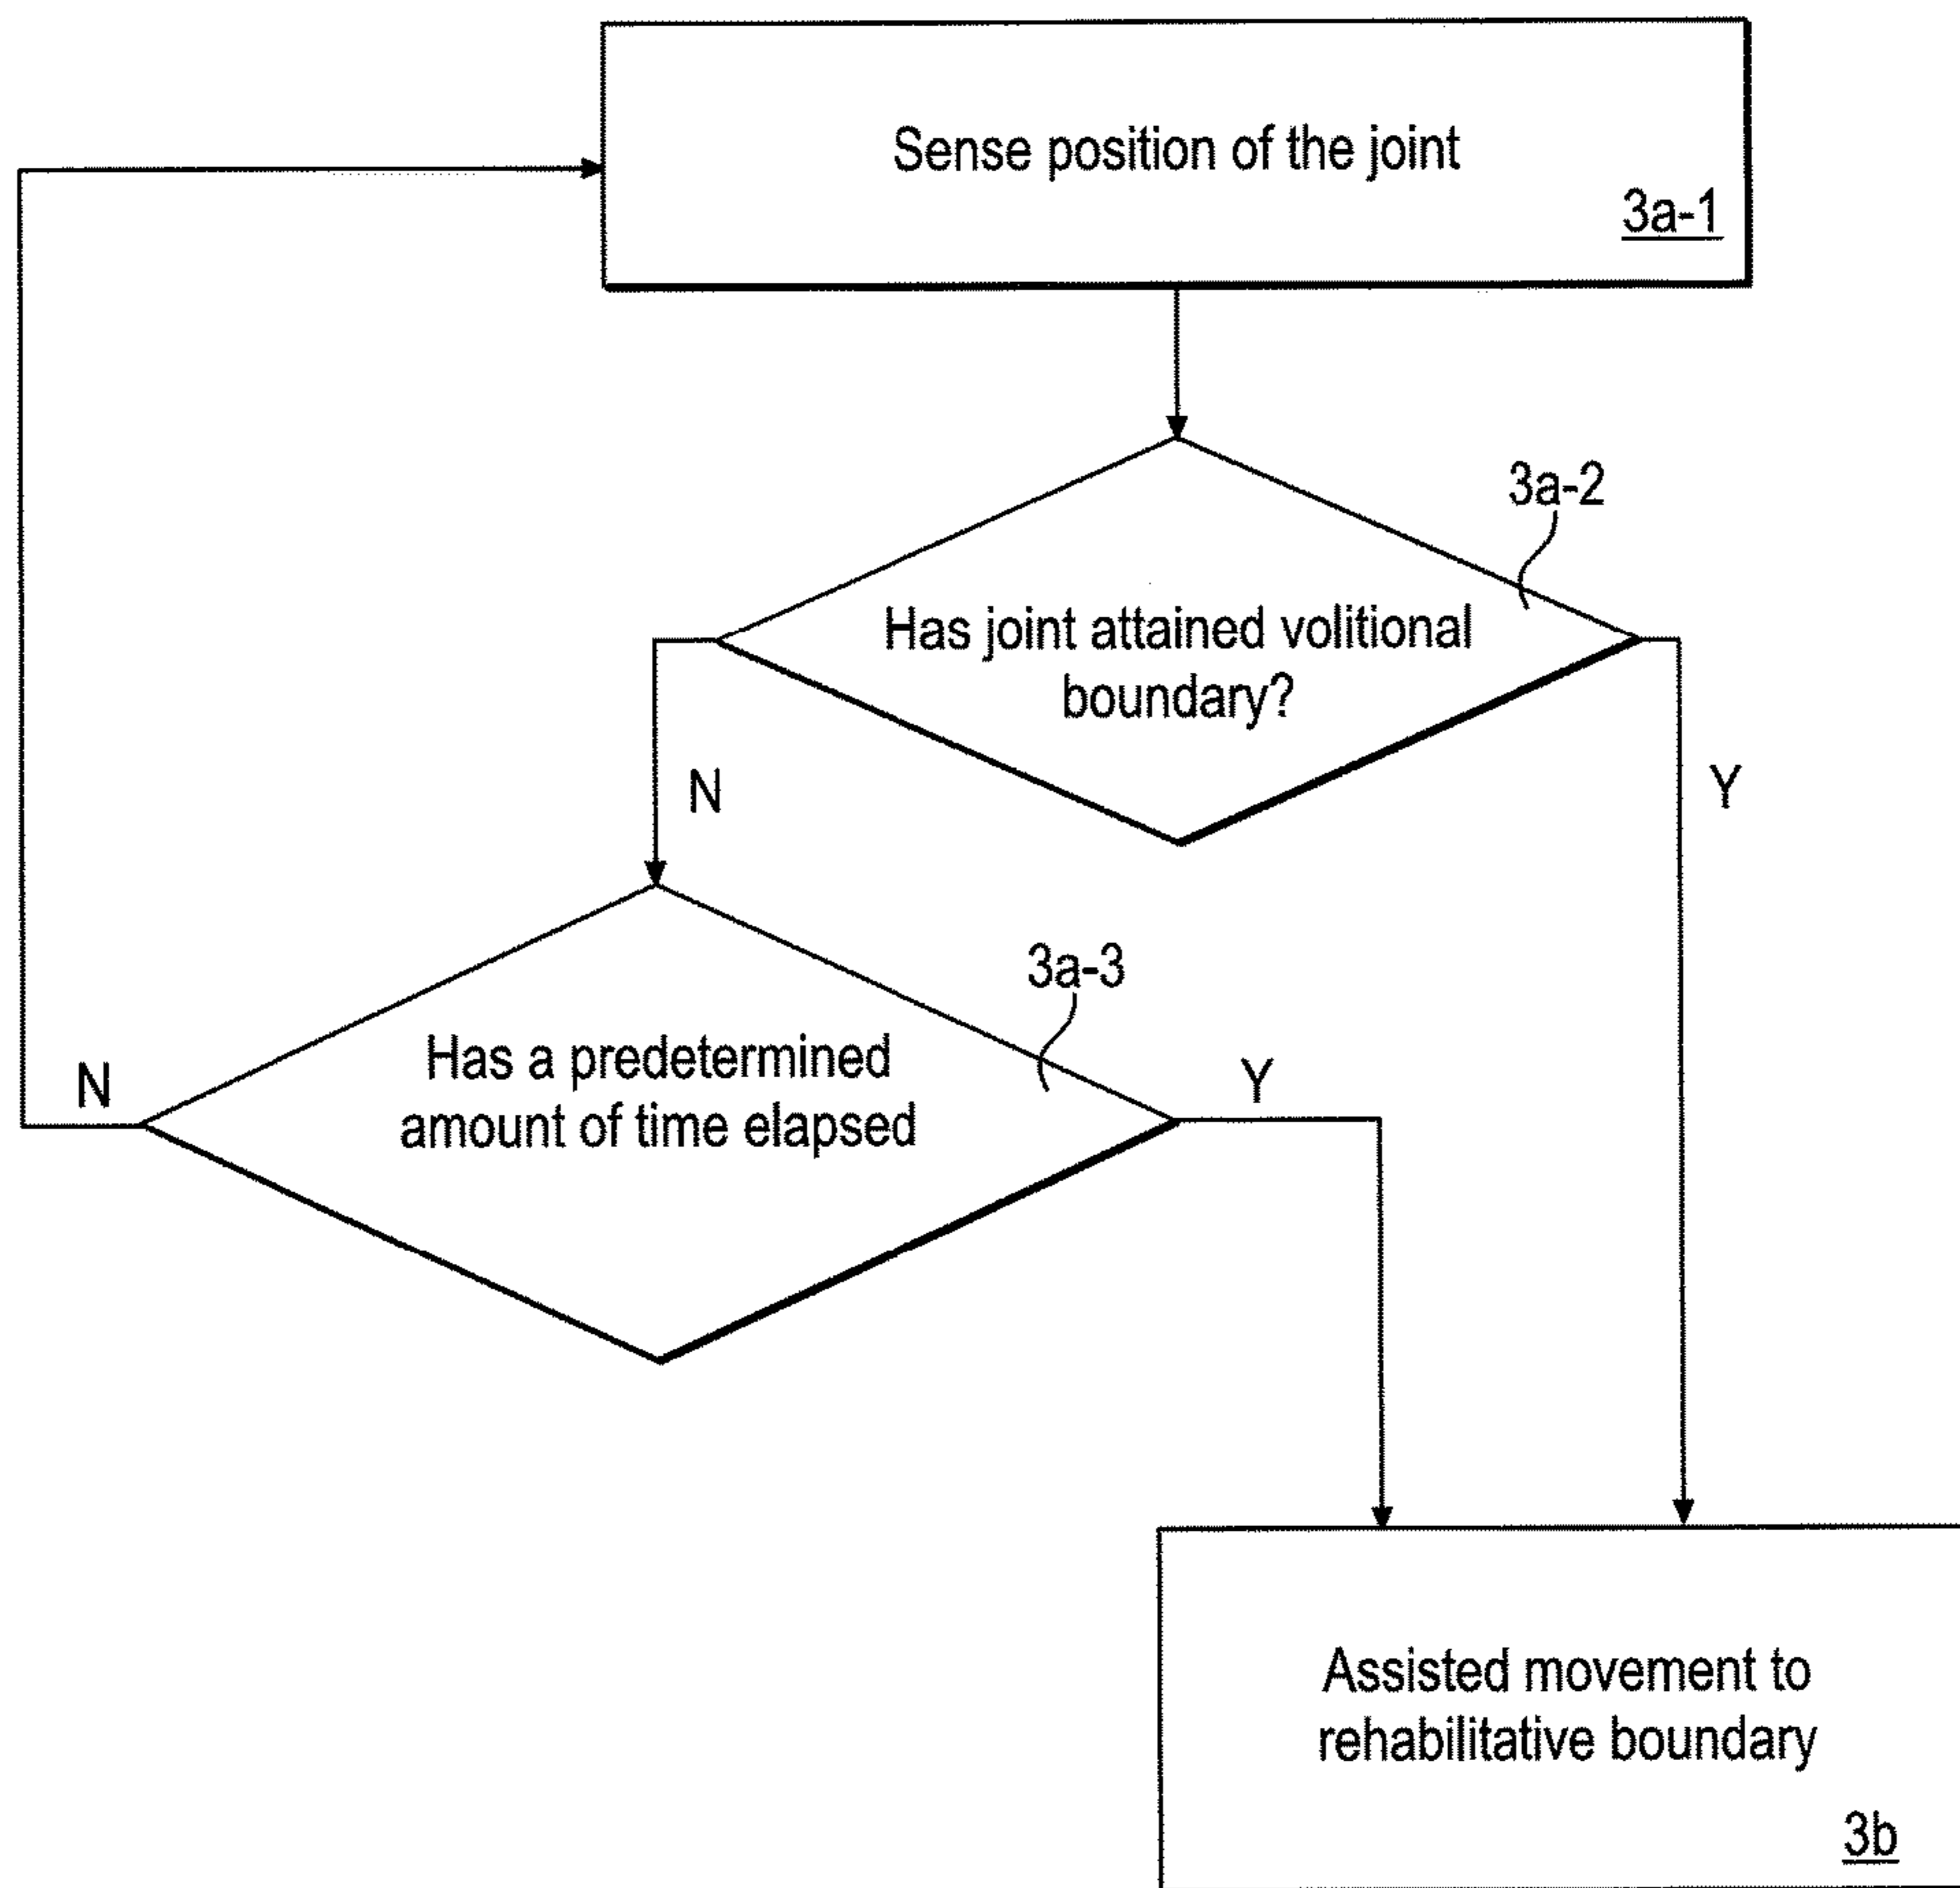 Sense position of the joint
3a-1
3a-2
Has joint attained volitional
boundary?
N
Y
3a-3
Has a predetermined
amount of time elapsed
N
Y
Assisted movement to
rehabilitative boundary
3b